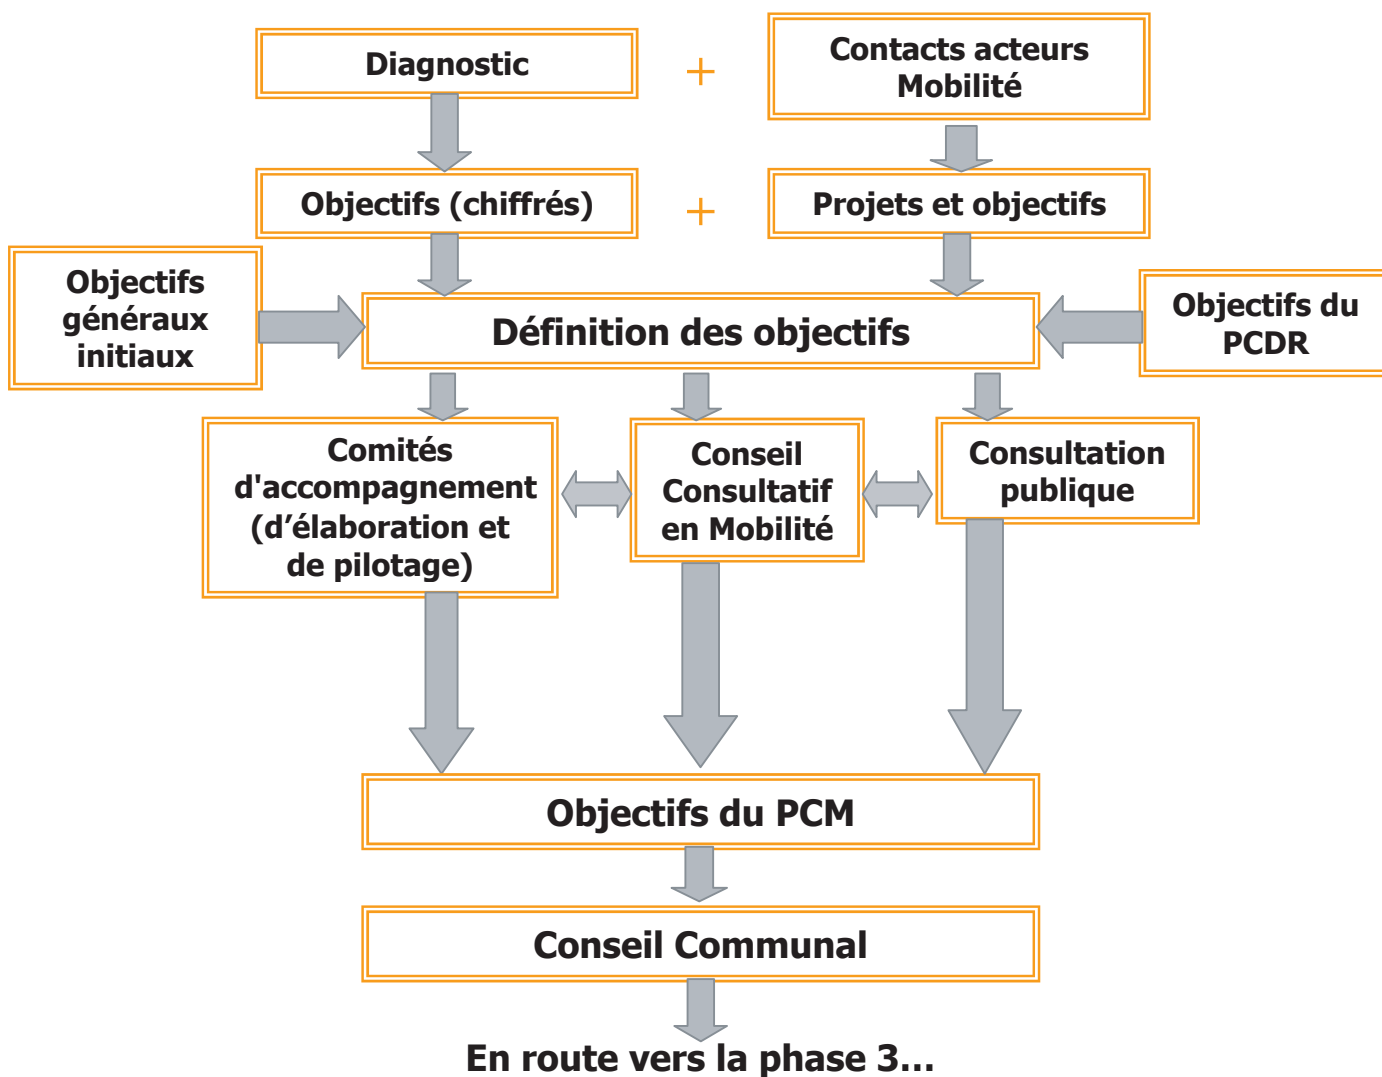 Diagnostic
+
Contacts acteurs
Mobilité
Objectifs (chiffrés)
+
Projets et objectifs
Objectifs
généraux
initiaux
Définition des objectifs
Objectifs du
PCDR
Comités
d'accompagnement
(d’élaboration et
de pilotage)
Conseil
Consultatif
en Mobilité
Consultation
publique
Objectifs du PCM
Conseil Communal
En route vers la phase 3...